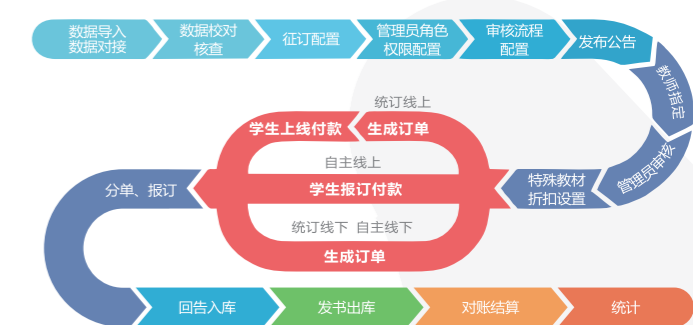 数据导入
数据对接
数据校对
核查
征订配置
管理员角色
权限配置
审核流程
配置
发布公告
教师指定
管理员审核
特殊教材
折扣设置
统订线上
学生上线付款
生成订单
自主线上
学生报订付款
统订线下 自主线下
生成订单
分单、报订
回告入库
发书出库
对账结算
统计